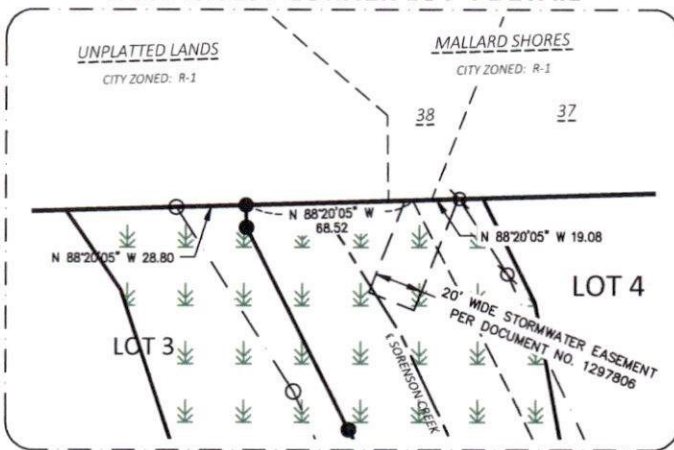 UNPLATTED LANDS
CITY ZONED: R-1
MALLARD SHORES
CITY ZONED: R-1
38
37
N 88°20'05" W
68.52
N 88°20'05" W 19.08
N 88°20'05" W 28.80
LOT 3
LOT 4
20' WIDE STORMWATER EASEMENT
PER DOCUMENT NO. 1297806
SORENSON CREEK